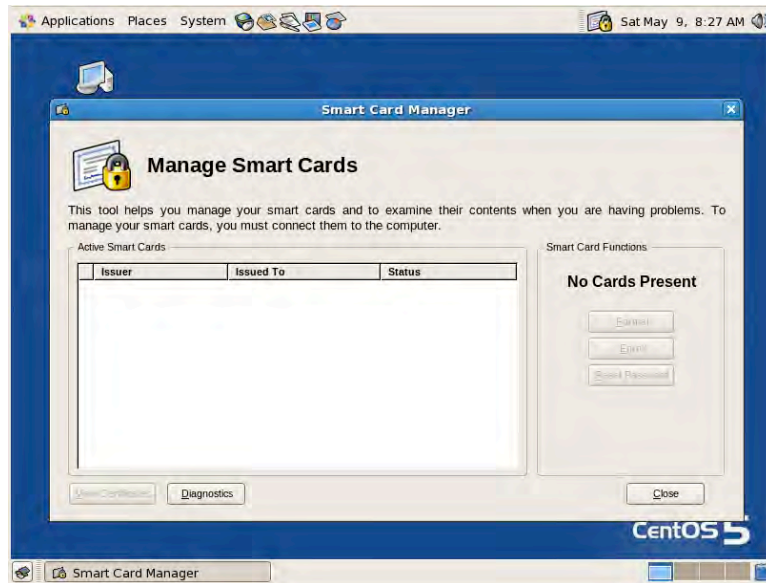 Applications Places System
Sat May 9, 8:27 AM
Smart Card Manager
Manage Smart Cards
This tool helps you manage your smart cards and to examine their contents when you are having problems. To
manage your smart cards, you must connect them to the computer.
Active Smart Cards
Smart Card Functions
Issuer
Issued To
Status
No Cards Present
Format
Enroll
Reset Password
View Certificates
Diagnostics
Close
CentOS 5
Smart Card Manager